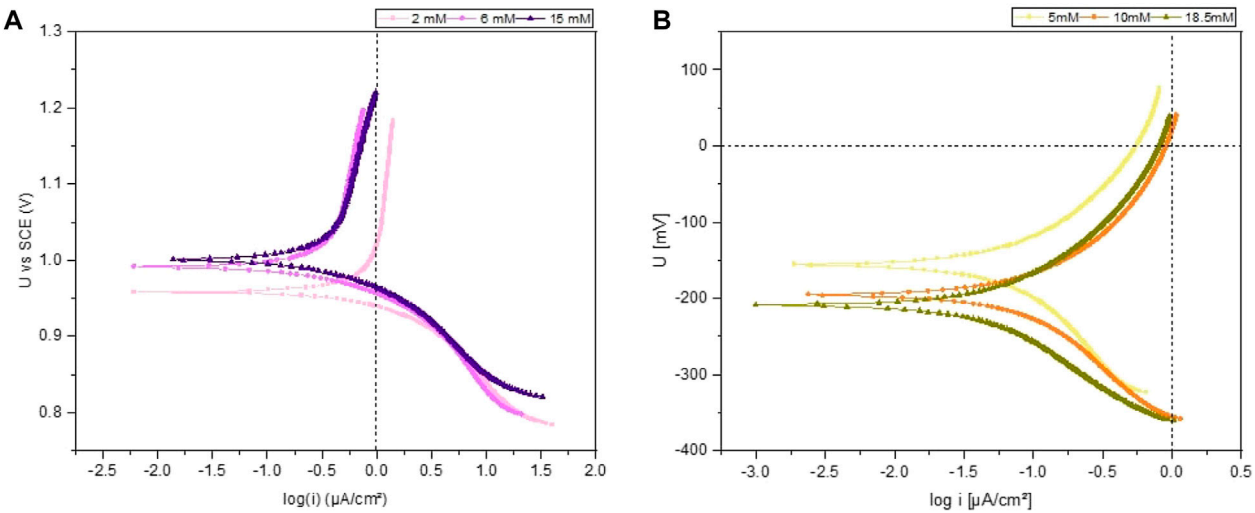 A
2 mM 6 mM 15 mM
1.3
1.2
1.1
1.0
0.9
0.8
U vs SCE (V)
-2.5 -2.0 -1.5 -1.0 -0.5 0.0 0.5 1.0 1.5 2.0
log(i) (µA/cm²)
B
5mM 10mM 18.5mM
100
0
-100
-200
-300
-400
U [mV]
-3.0 -2.5 -2.0 -1.5 -1.0 -0.5 0.0 0.5
log i [µA/cm²]